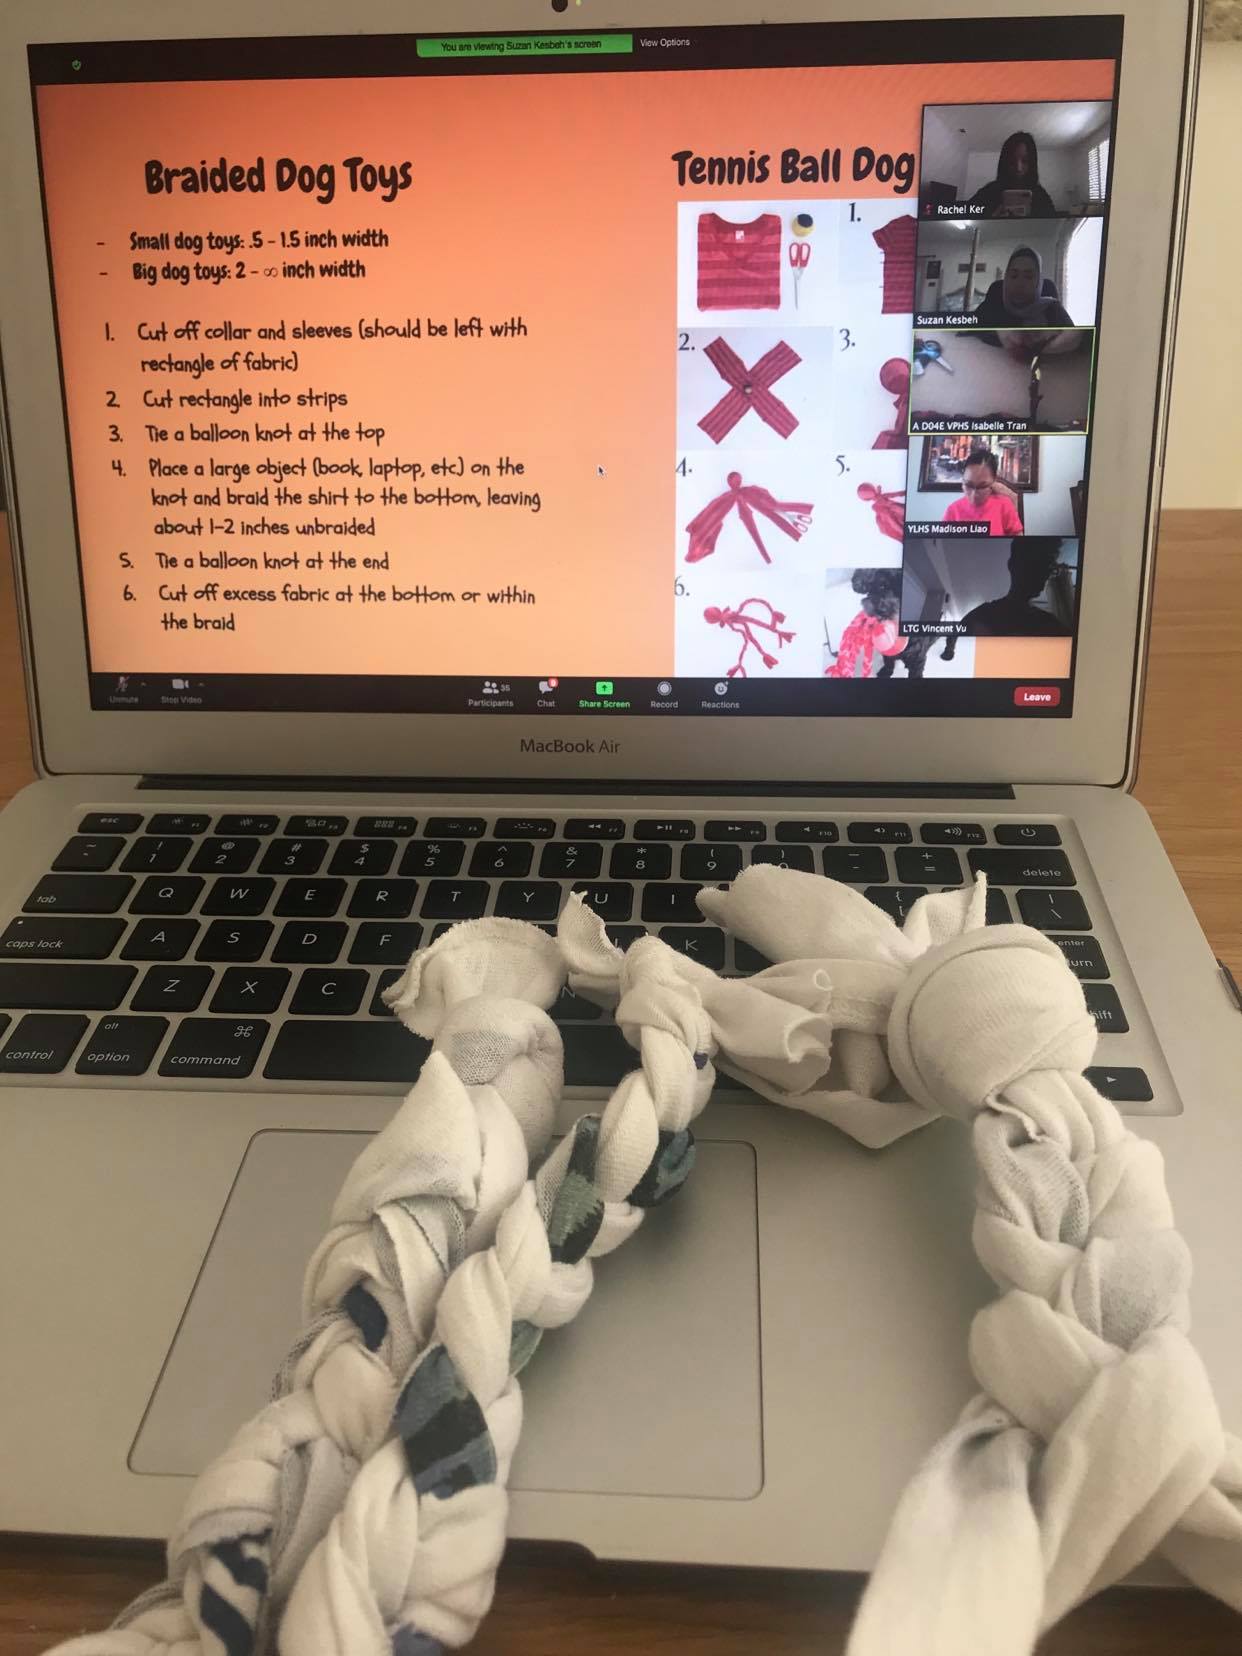 You are viewing Suzan Kesbeh's screen
View Options
Braided Dog Toys
- Small dog toys: .5 - 1.5 inch width
- Big dog toys: 2 - ∞ inch width
1. Cut off collar and sleeves (should be left with
rectangle of fabric)
2. Cut rectangle into strips
3. Tie a balloon knot at the top
4. Place a large object (book, laptop, etc.) on the
knot and braid the shirt to the bottom, leaving
about 1-2 inches unbraided
5. Tie a balloon knot at the end
6. Cut off excess fabric at the bottom or within
the braid
Tennis Ball Dog
1.
2.
3.
4.
5.
6.
Rachel Ker
Suzan Kesbeh
A D04E VPHS Isabelle Tran
YLHS Madison Liao
LTG Vincent Vu
Unmute
Stop Video
Participants
35
Chat
Share Screen
Record
Reactions
Leave
MacBook Air
esc F1 F2 F3 F4 F5 F6 F7 F8 F9 F10 F11 F12
~ ! 1 @ 2 # 3 $ 4 % 5 ^ 6 & 7 * 8 ( 9 ) - + = delete
tab Q W E R T Y U I { [ | \
caps lock A S D F K enter
Z X C N
control alt option ⌘ command